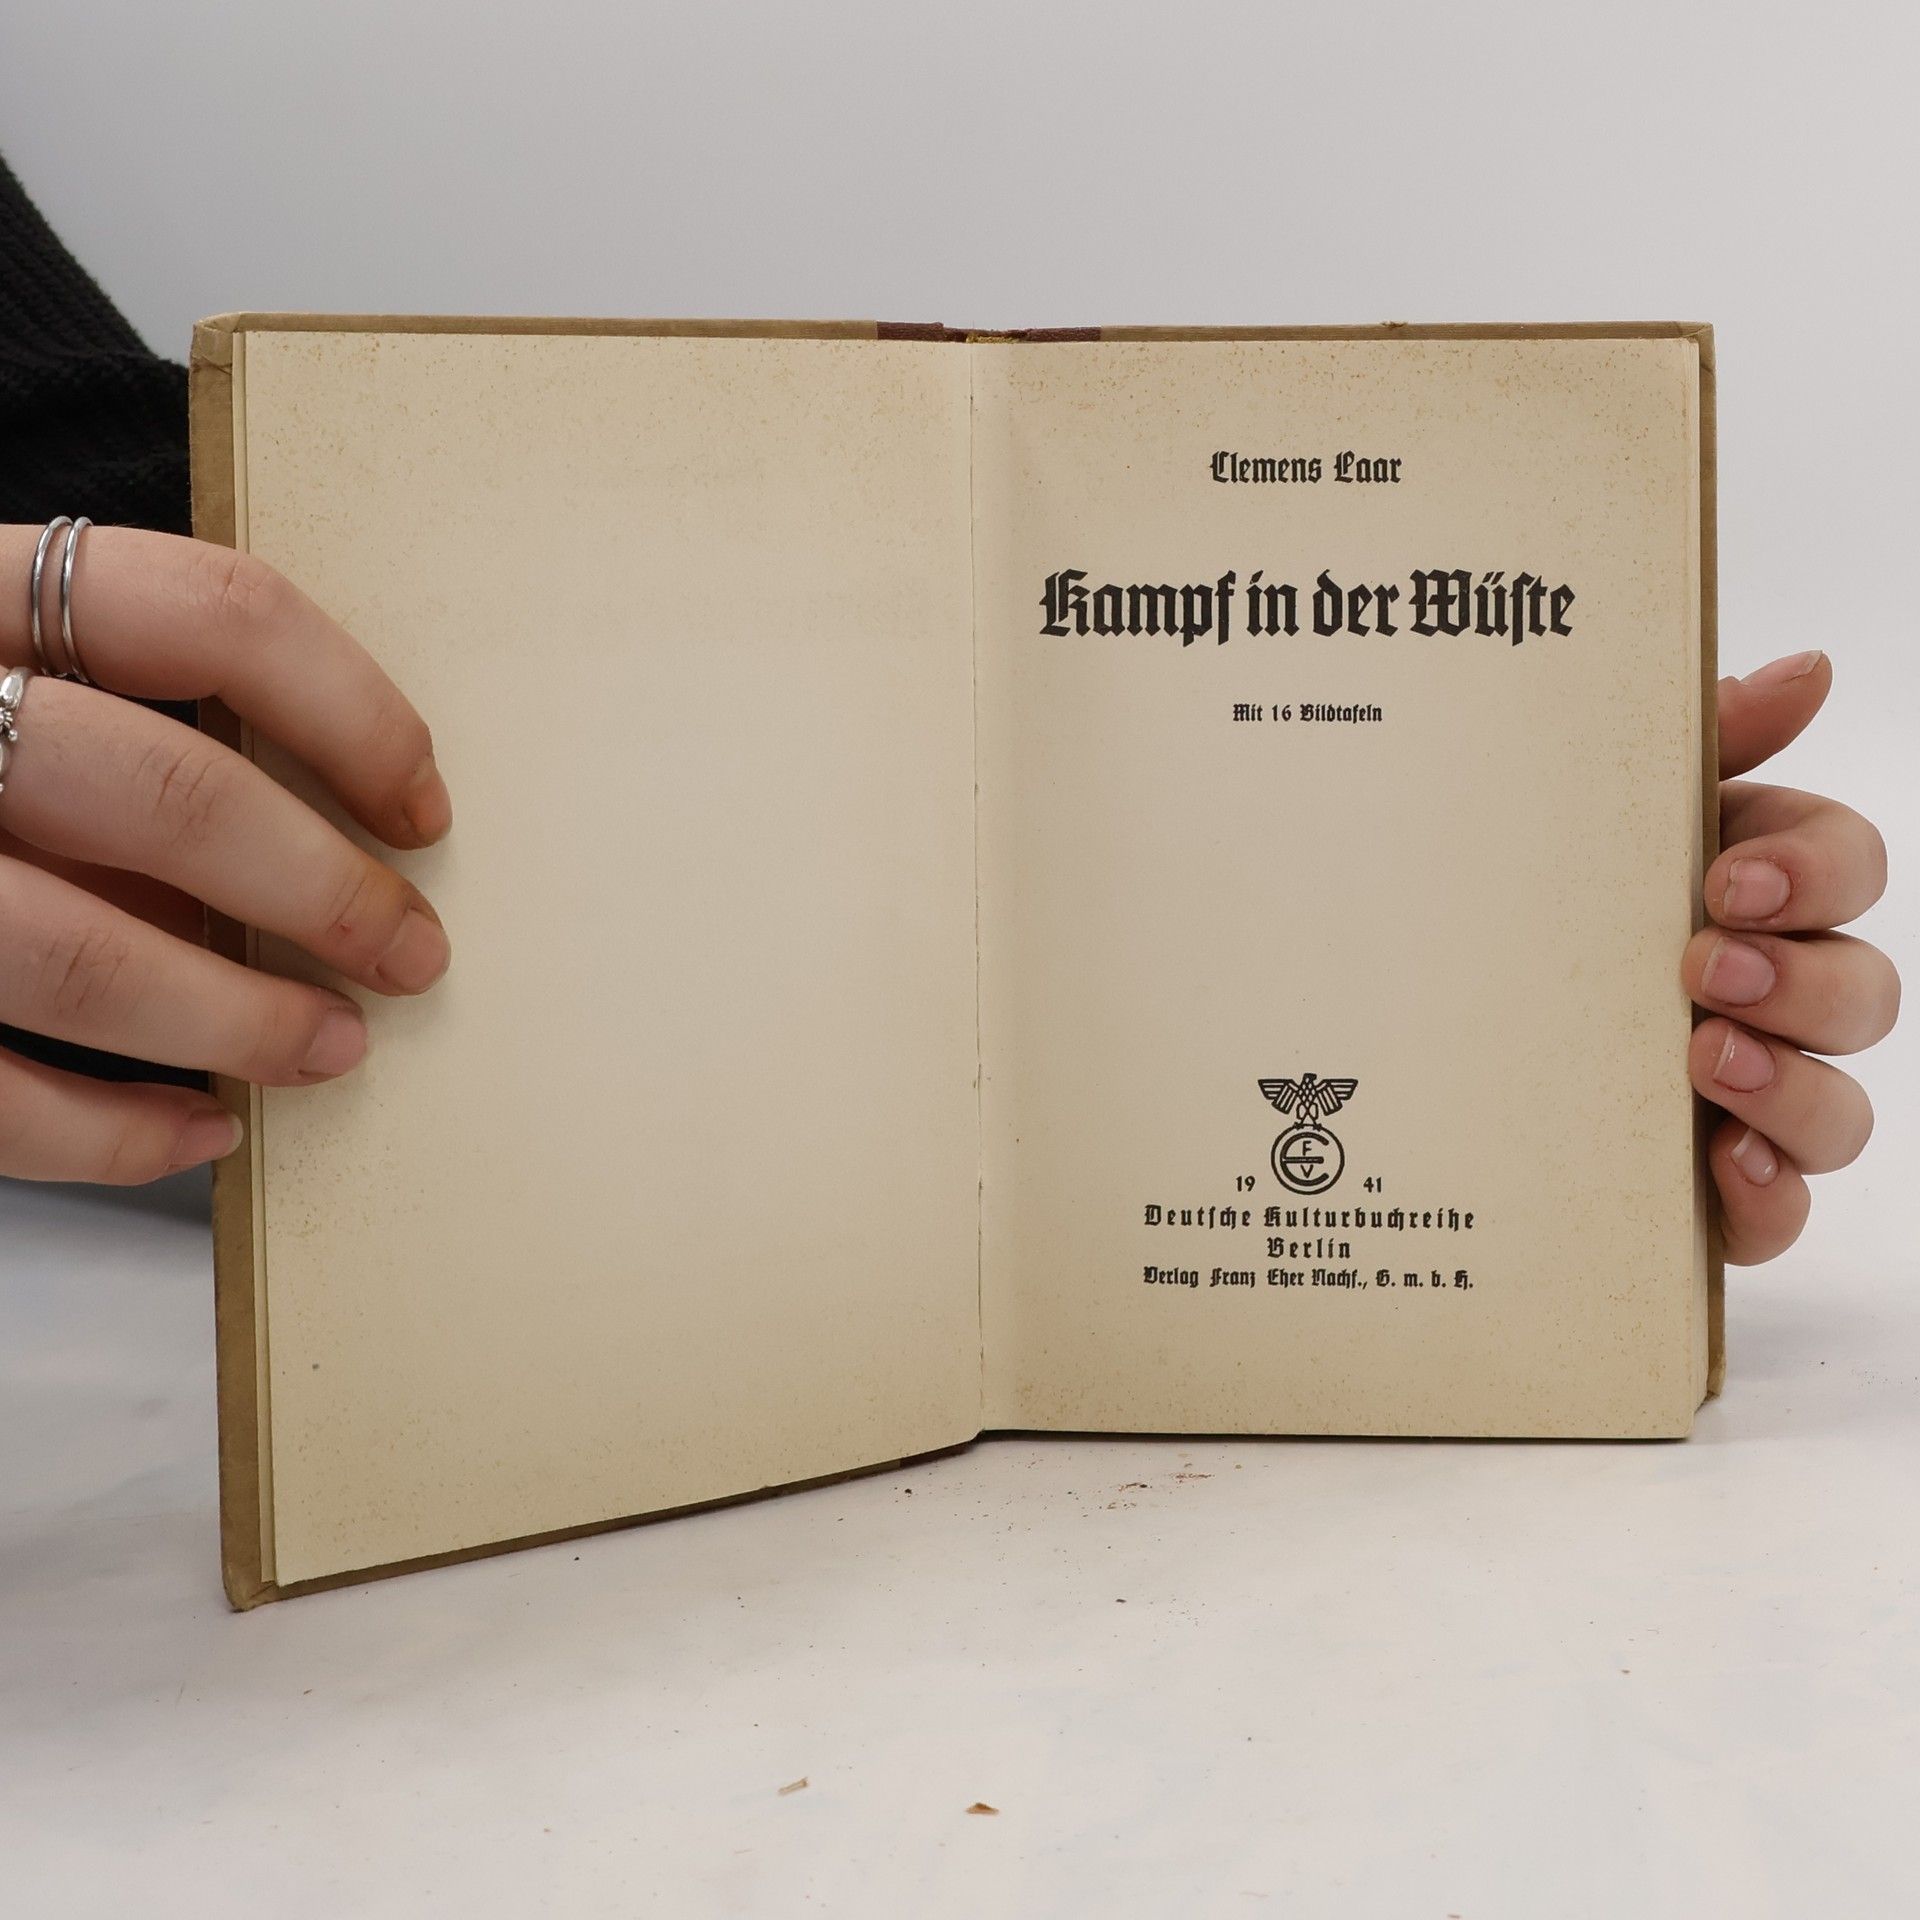 Clemens Laar
Kampf in der Wüſte
Mit 16 Bildtafeln
F
E
V
19 41
Deutſche Kulturbuchreihe
Berlin
Verlag Franz Eher Nachf., G. m. b. H.